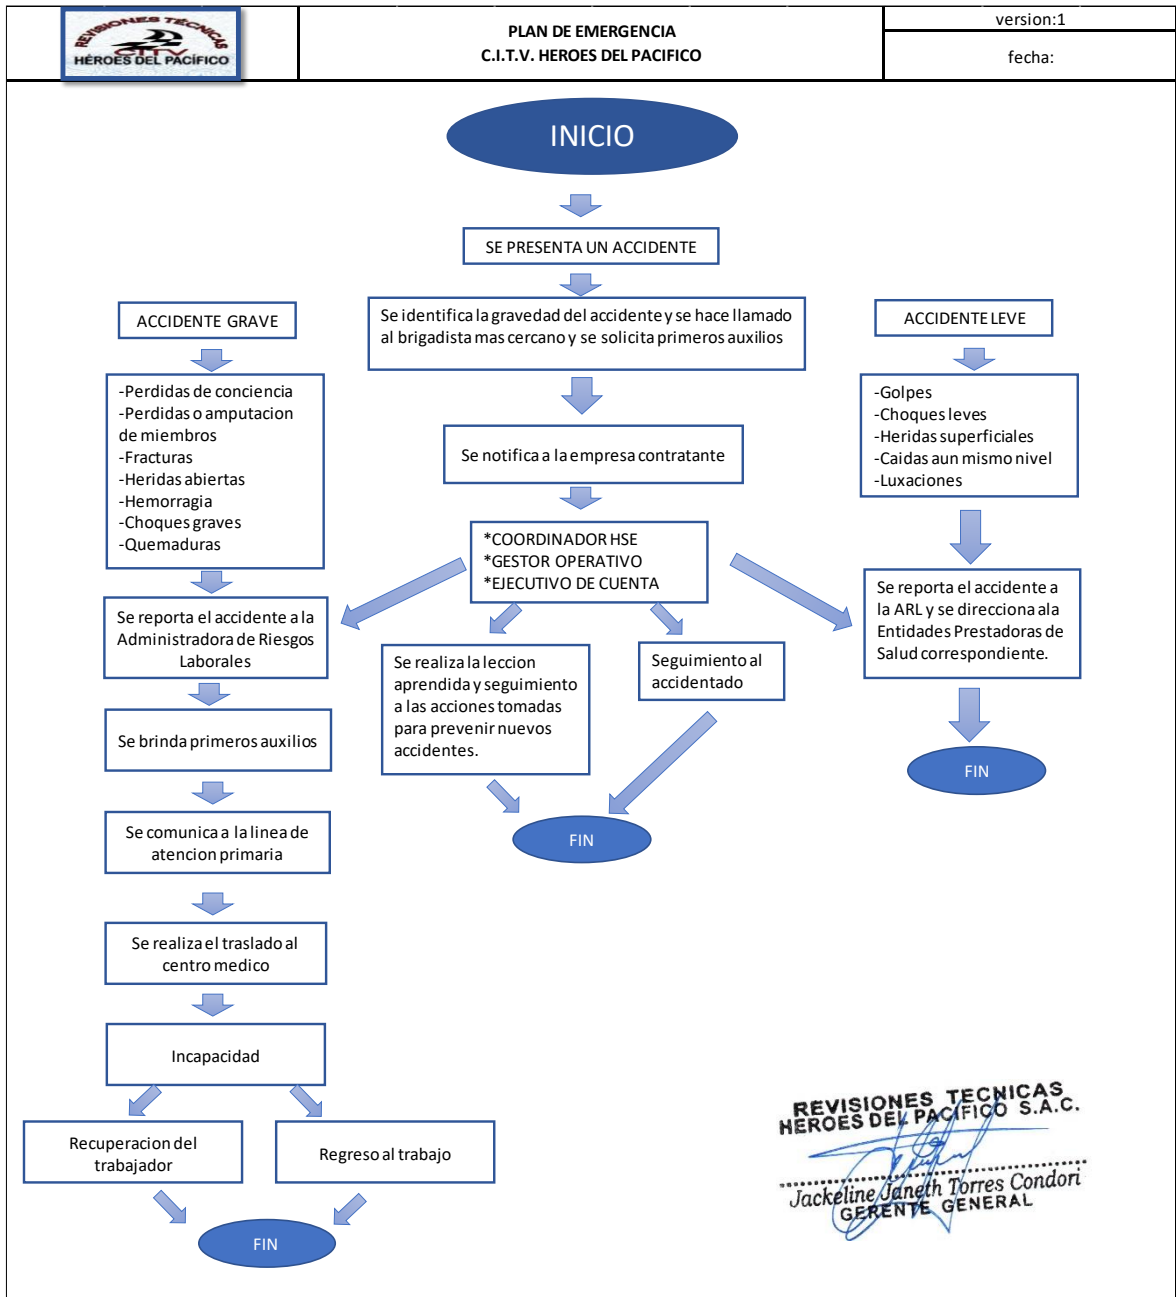 REVISIONES TÉCNICAS
CITV
HÉROES DEL PACÍFICO
PLAN DE EMERGENCIA
C.I.T.V. HEROES DEL PACIFICO
version:1
fecha:
INICIO
SE PRESENTA UN ACCIDENTE
Se identifica la gravedad del accidente y se hace llamado
al brigadista mas cercano y se solicita primeros auxilios
Se notifica a la empresa contratante
*COORDINADOR HSE
*GESTOR OPERATIVO
*EJECUTIVO DE CUENTA
Se realiza la leccion
aprendida y seguimiento
a las acciones tomadas
para prevenir nuevos
accidentes.
Seguimiento al
accidentado
FIN
ACCIDENTE GRAVE
-Perdidas de conciencia
-Perdidas o amputacion
de miembros
-Fracturas
-Heridas abiertas
-Hemorragia
-Choques graves
-Quemaduras
Se reporta el accidente a la
Administradora de Riesgos
Laborales
Se brinda primeros auxilios
Se comunica a la linea de
atencion primaria
Se realiza el traslado al
centro medico
Incapacidad
Recuperacion del
trabajador
Regreso al trabajo
FIN
ACCIDENTE LEVE
-Golpes
-Choques leves
-Heridas superficiales
-Caidas aun mismo nivel
-Luxaciones
Se reporta el accidente a
la ARL y se direcciona ala
Entidades Prestadoras de
Salud correspondiente.
FIN
REVISIONES TECNICAS
HEROES DEL PACIFICO S.A.C.
Jackeline Janeth Torres Condori
GERENTE GENERAL